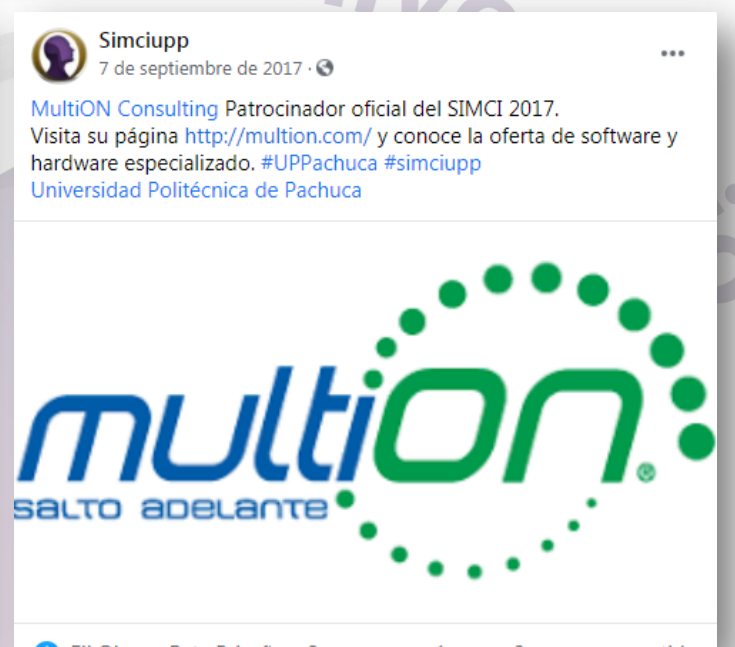 Simciupp
7 de septiembre de 2017 ·
MultiON Consulting Patrocinador oficial del SIMCI 2017.
Visita su página http://multion.com/ y conoce la oferta de software y
hardware especializado. #UPPachuca #simciupp
Universidad Politécnica de Pachuca
multiON
SALTO ADELANTE